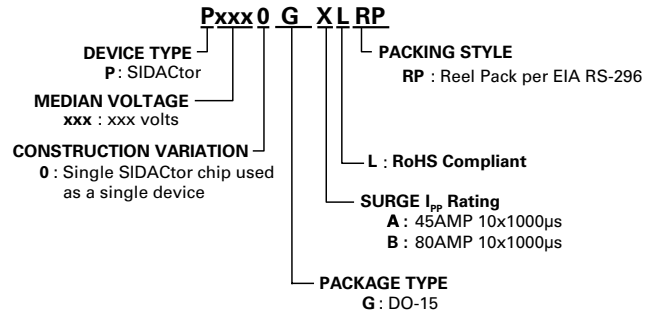 Pxxx 0 G X L RP
DEVICE TYPE
P : SIDACtor
MEDIAN VOLTAGE
xxx : xxx volts
CONSTRUCTION VARIATION
0 : Single SIDACtor chip used
as a single device
PACKING STYLE
RP : Reel Pack per EIA RS-296
L : RoHS Compliant
SURGE IPP Rating
A : 45AMP 10x1000µs
B : 80AMP 10x1000µs
PACKAGE TYPE
G : DO-15